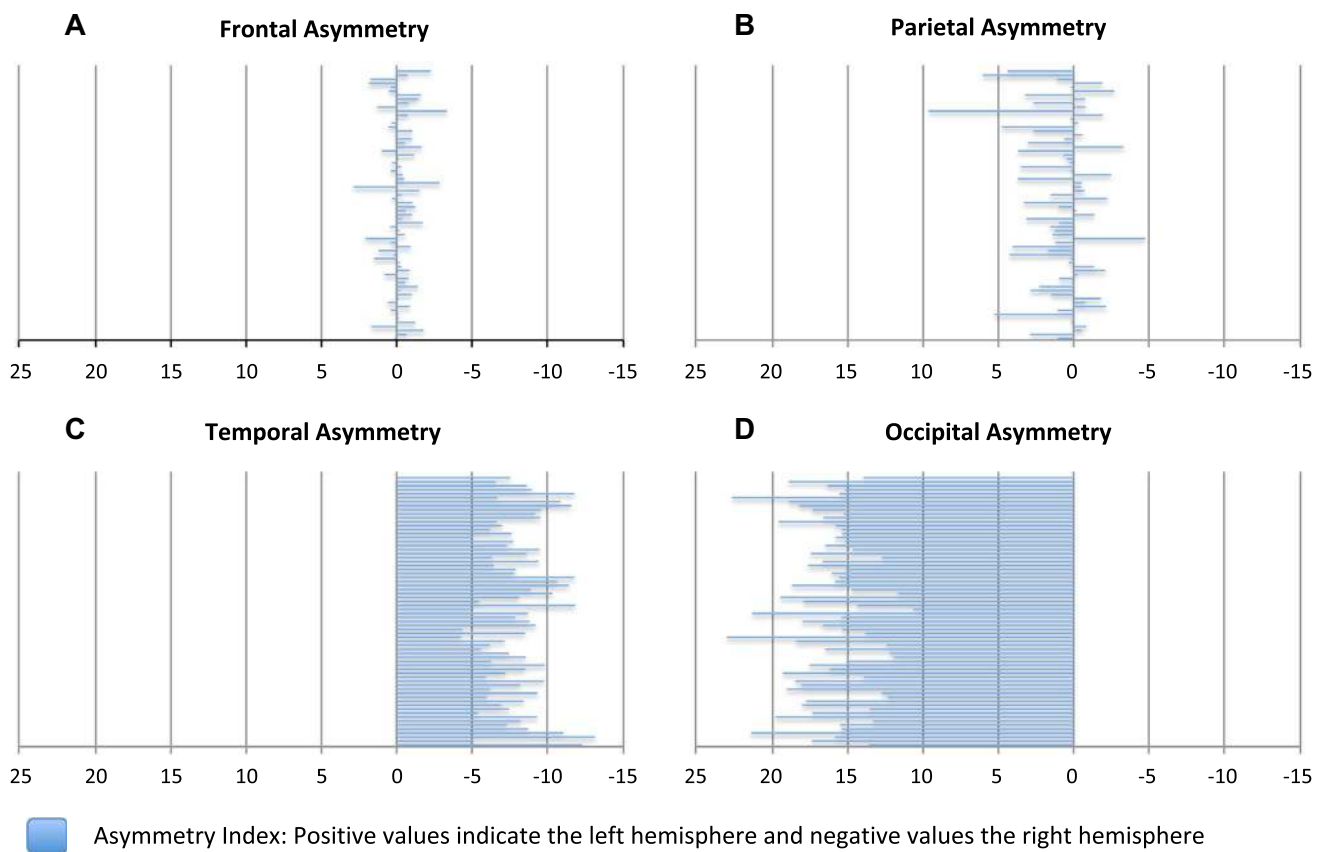 A Frontal Asymmetry
B Parietal Asymmetry
25 20 15 10 5 0 -5 -10 -15
25 20 15 10 5 0 -5 -10 -15
C Temporal Asymmetry
D Occipital Asymmetry
25 20 15 10 5 0 -5 -10 -15
25 20 15 10 5 0 -5 -10 -15
Asymmetry Index: Positive values indicate the left hemisphere and negative values the right hemisphere